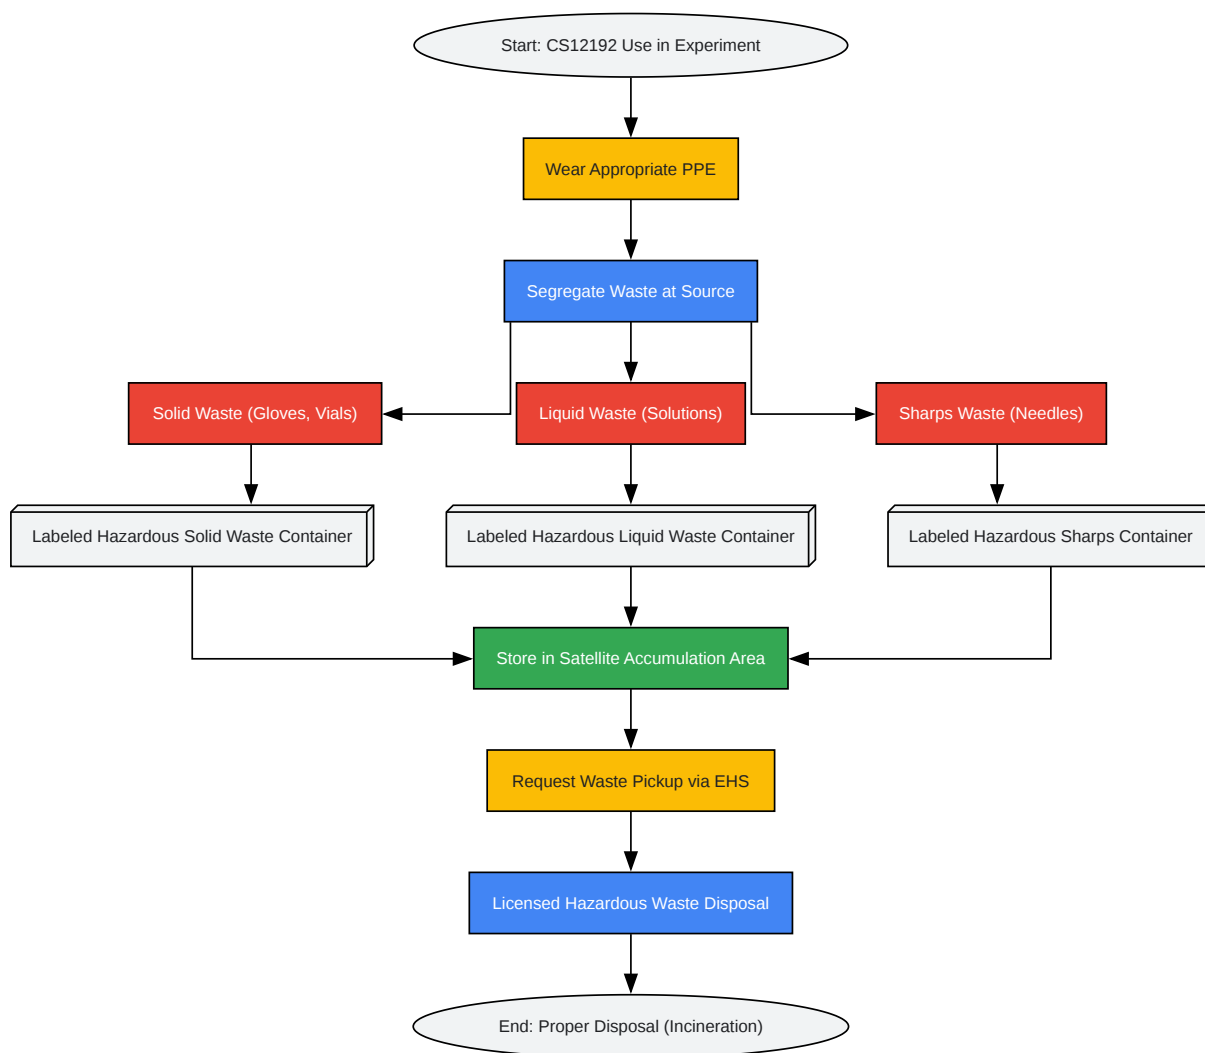 Start: CS12192 Use in Experiment
Wear Appropriate PPE
Segregate Waste at Source
Solid Waste (Gloves, Vials)
Liquid Waste (Solutions)
Sharps Waste (Needles)
Labeled Hazardous Solid Waste Container
Labeled Hazardous Liquid Waste Container
Labeled Hazardous Sharps Container
Store in Satellite Accumulation Area
Request Waste Pickup via EHS
Licensed Hazardous Waste Disposal
End: Proper Disposal (Incineration)